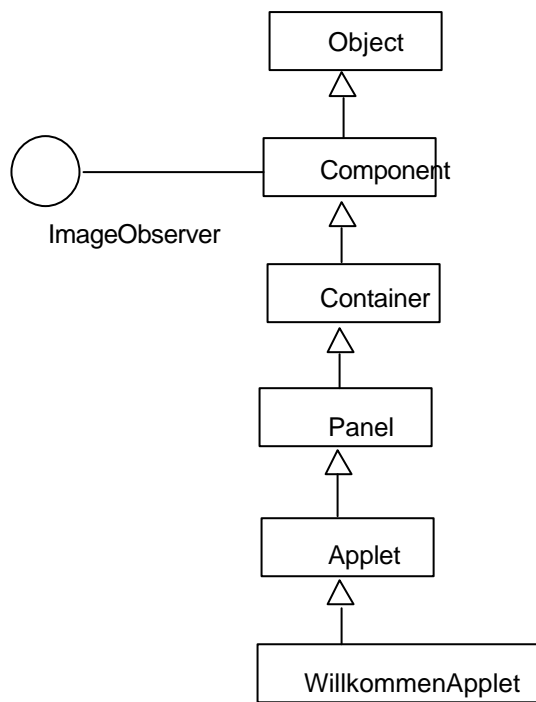 Object
Component
ImageObserver
Container
Panel
Applet
WillkommenApplet